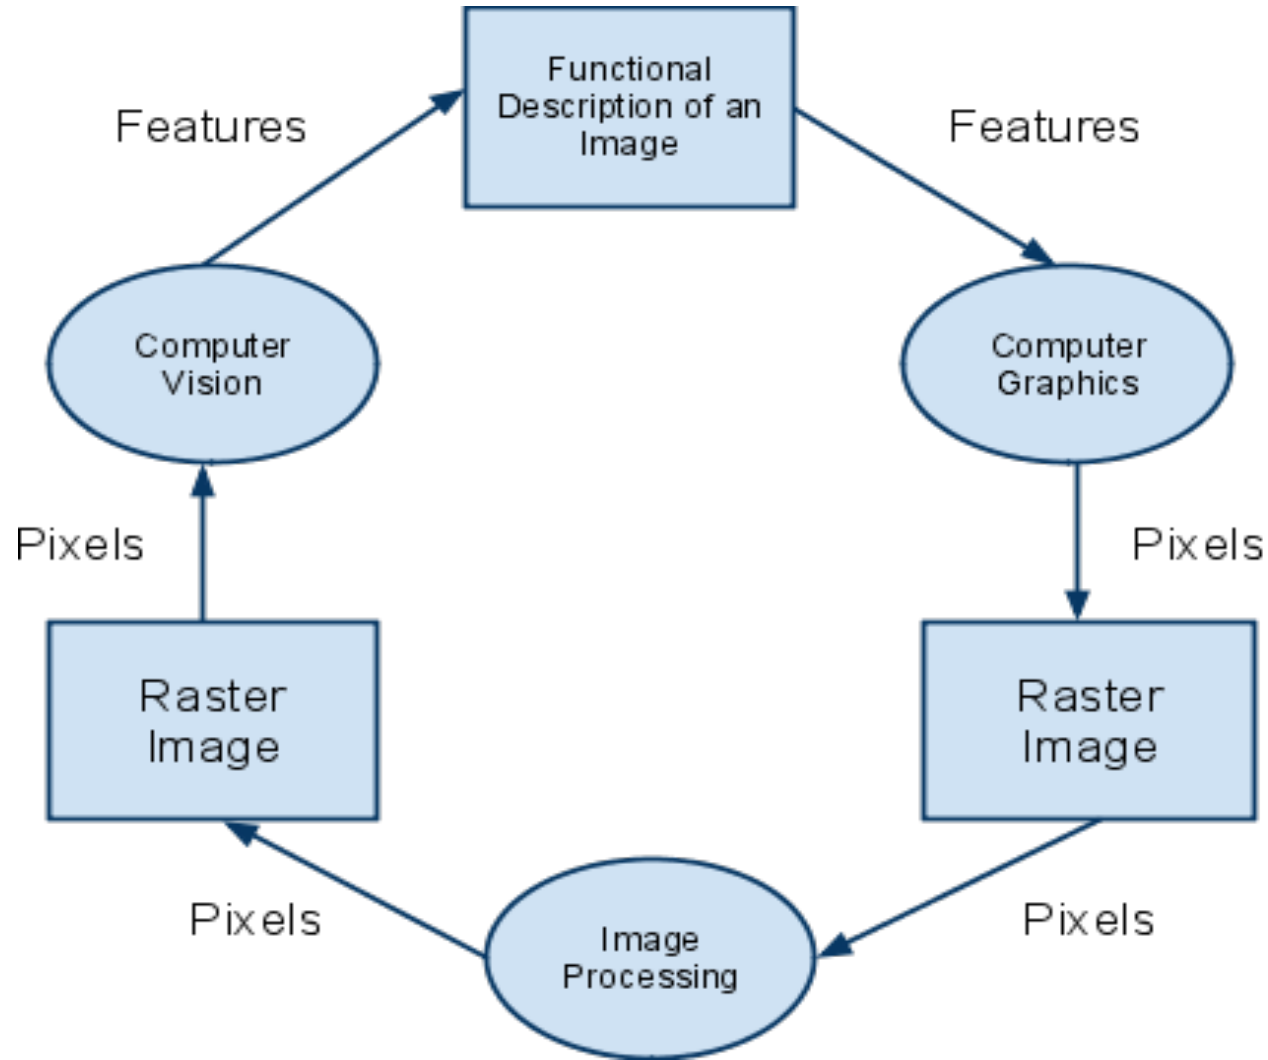 Functional
Description of an
Image
Features
Features
Computer
Vision
Computer
Graphics
Pixels
Pixels
Raster
Image
Raster
Image
Pixels
Pixels
Image
Processing